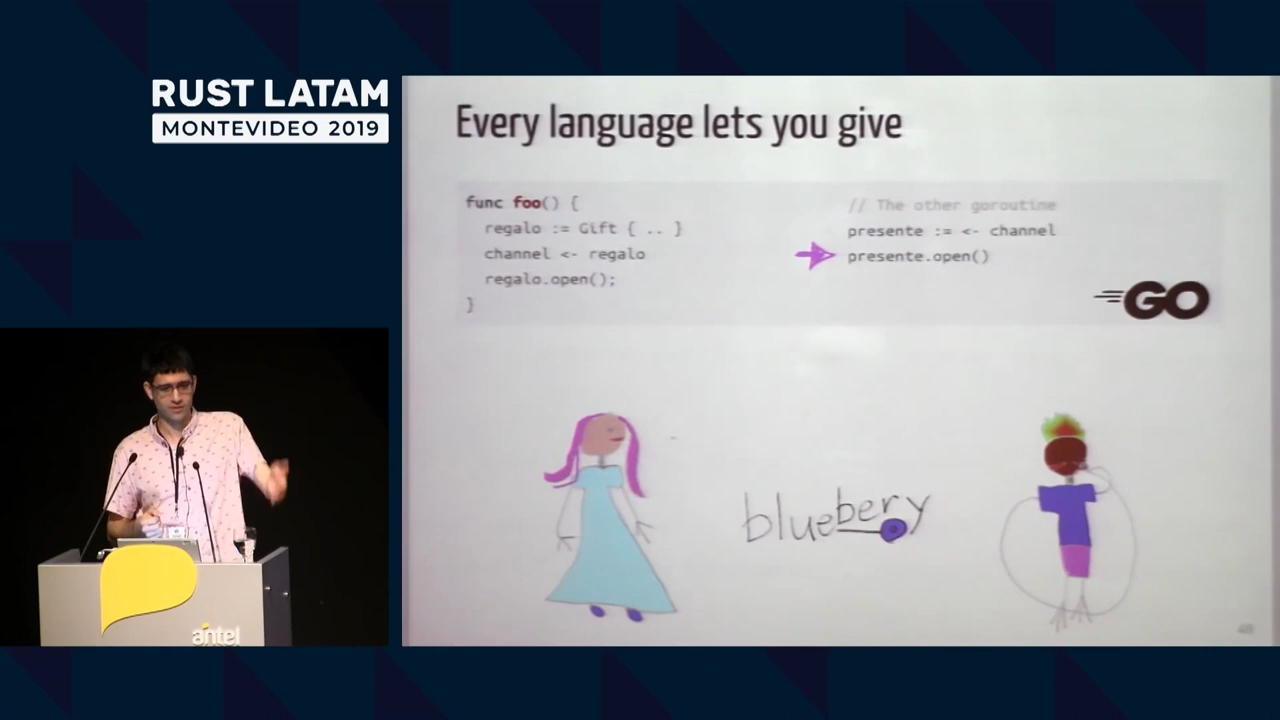 RUST LATAM
MONTEVIDEO 2019
Every language lets you give
func foo() {
regalo := Gift { .. }
channel <- regalo
regalo.open();
}
// The other goroutine
presente := <- channel
presente.open()
GO
bluebery
antel
48